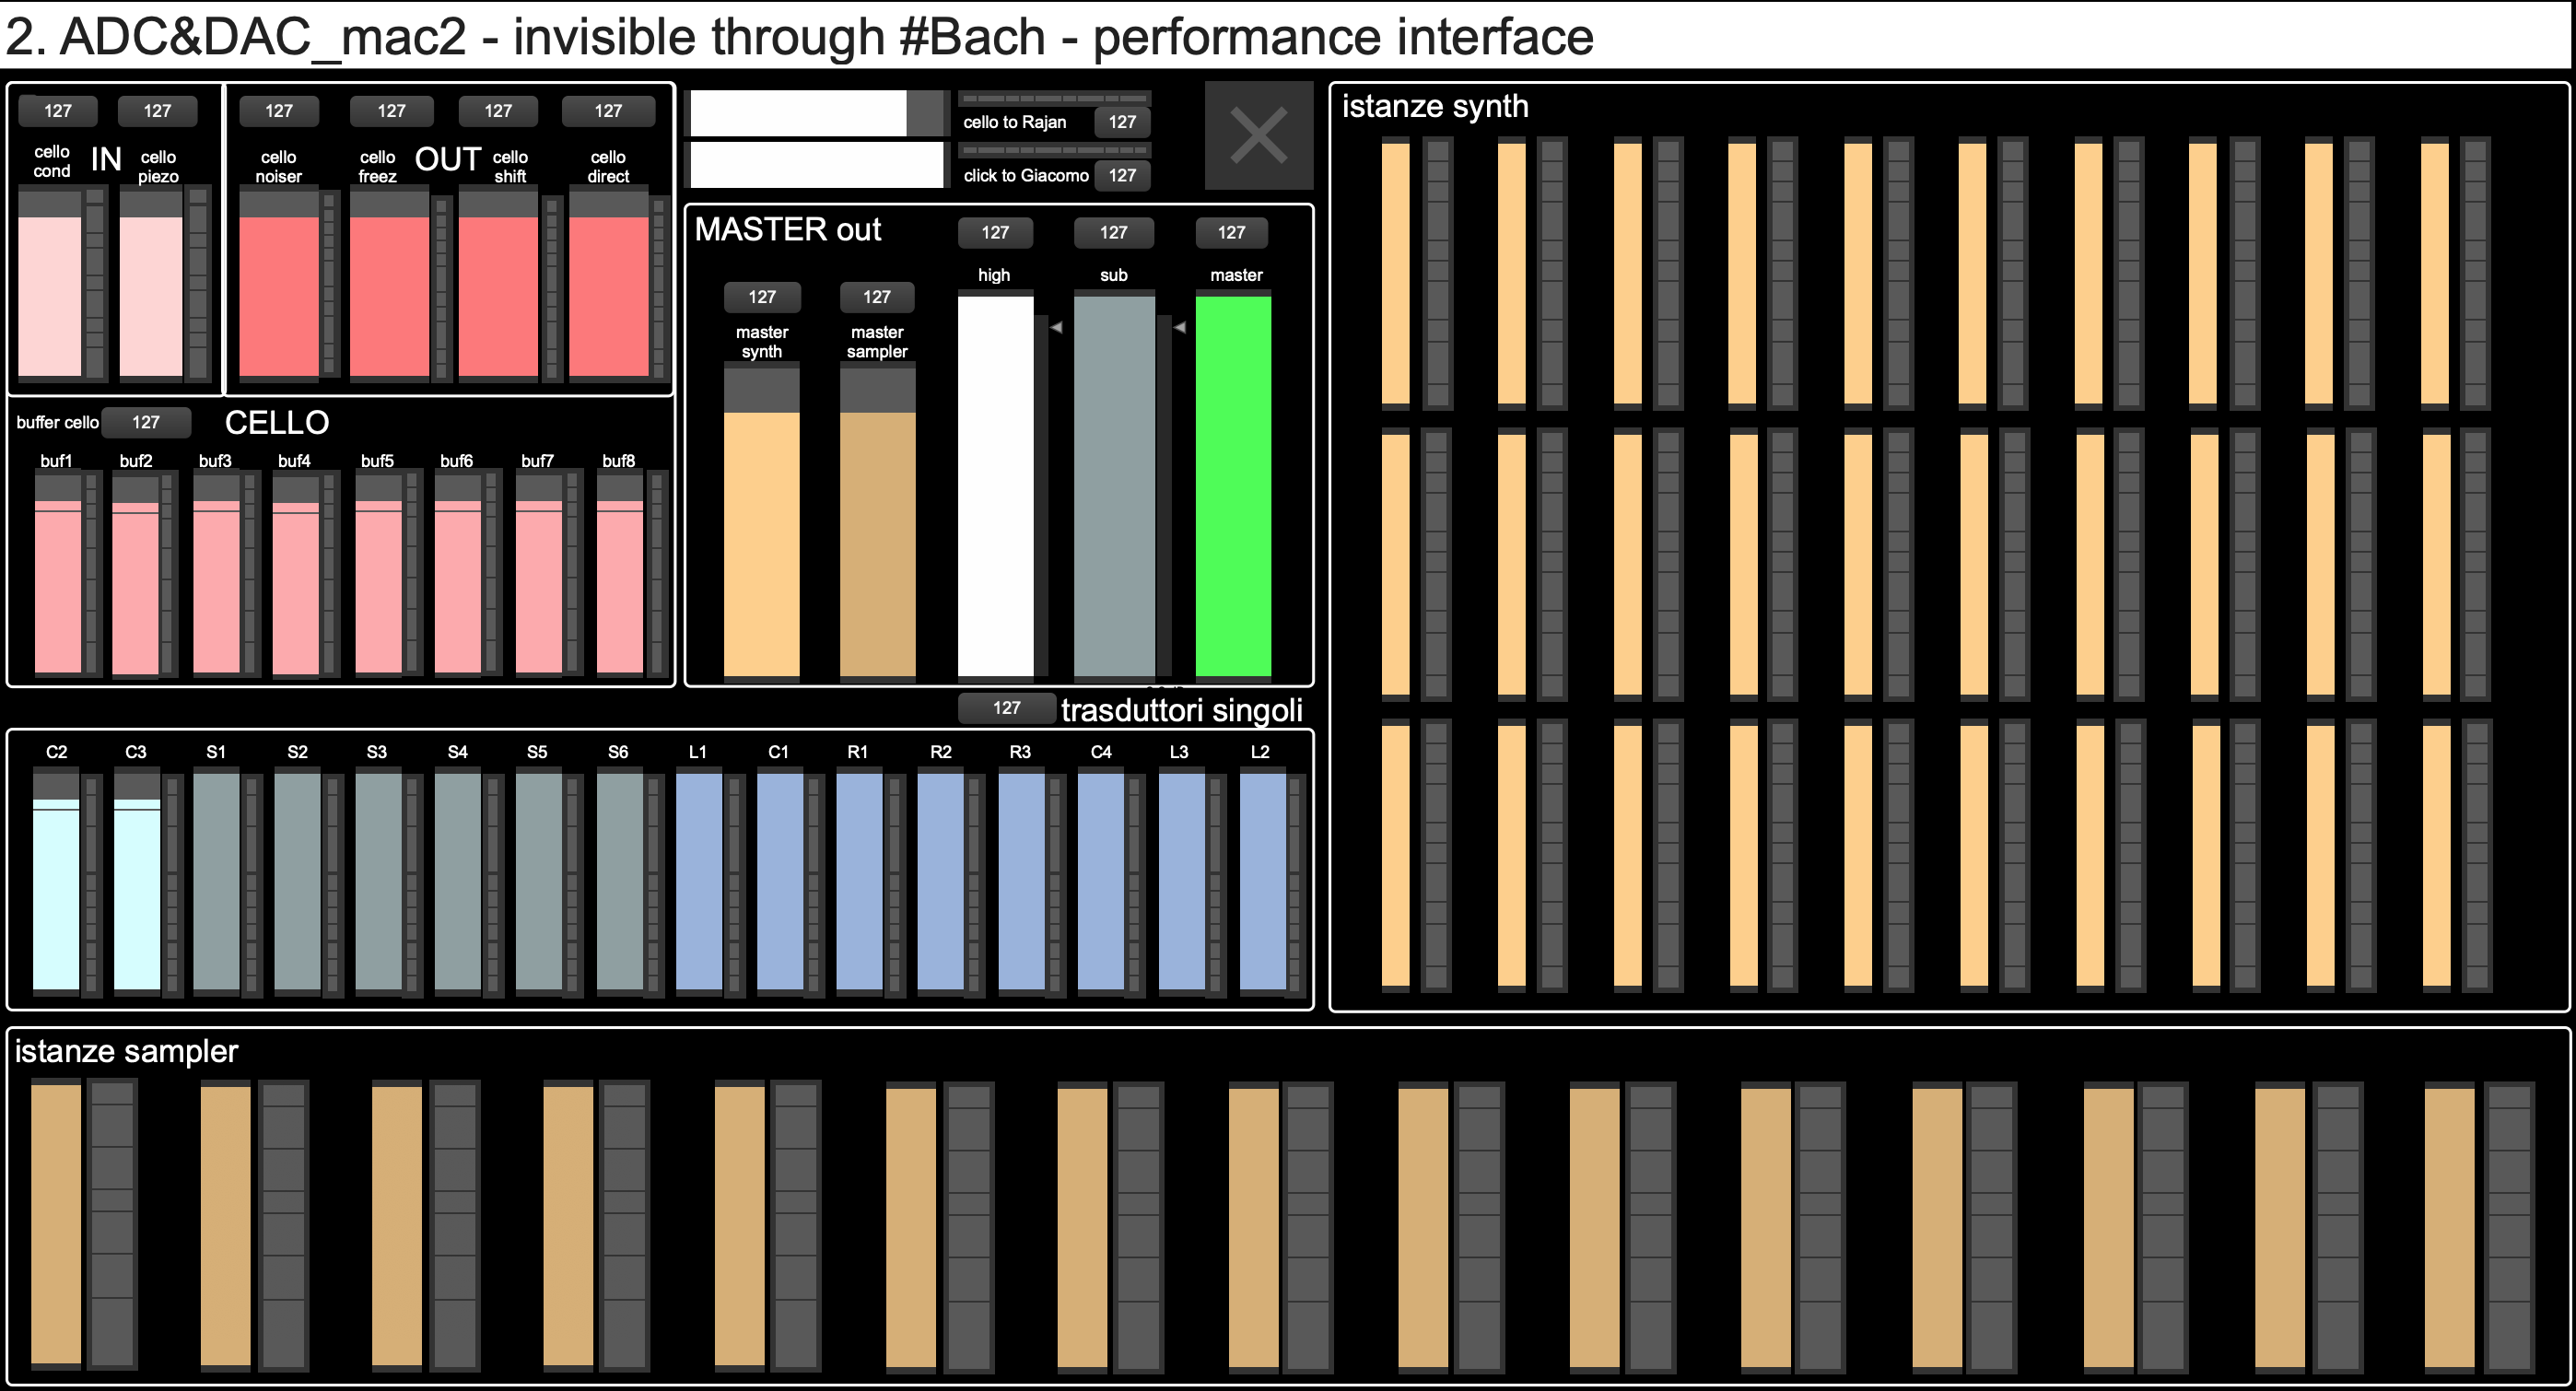 2. ADC&DAC_mac2 - invisible through #Bach - performance interface
127 127 127 127 127 127
cello cond IN cello piezo
cello noiser cello freez OUT cello shift cello direct
buffer cello 127 CELLO
buf1 buf2 buf3 buf4 buf5 buf6 buf7 buf8
cello to Rajan 127
click to Giacomo 127
MASTER out
127 127 127
high sub master
127 127
master synth master sampler
127 trasduttori singoli
C2 C3 S1 S2 S3 S4 S5 S6 L1 C1 R1 R2 R3 C4 L3 L2
istanze synth
istanze sampler